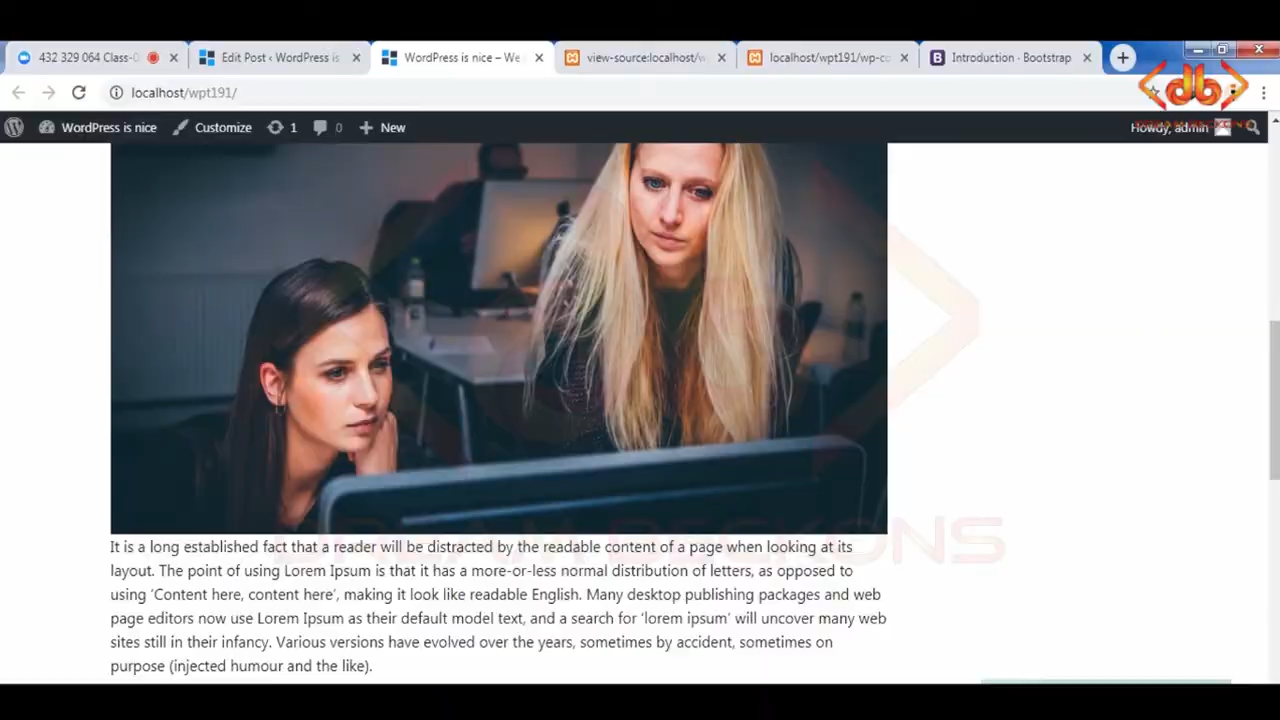 432 329 064 Class-0
Edit Post ‹ WordPress is
WordPress is nice – We
view-source:localhost/w
localhost/wpt191/wp-co
Introduction · Bootstrap
localhost/wpt191/
WordPress is nice
Customize
1
0
New
Howdy, admin
It is a long established fact that a reader will be distracted by the readable content of a page when looking at its
layout. The point of using Lorem Ipsum is that it has a more-or-less normal distribution of letters, as opposed to
using ‘Content here, content here’, making it look like readable English. Many desktop publishing packages and web
page editors now use Lorem Ipsum as their default model text, and a search for ‘lorem ipsum’ will uncover many web
sites still in their infancy. Various versions have evolved over the years, sometimes by accident, sometimes on
purpose (injected humour and the like).
DREAM BECKONS